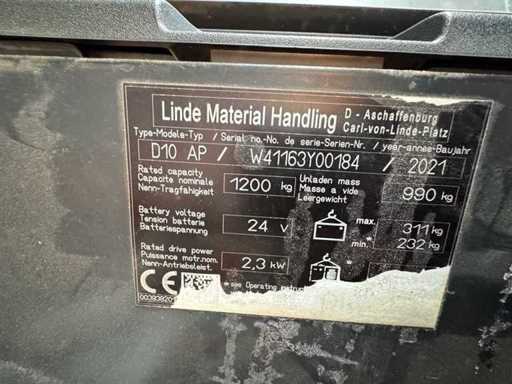 Linde Material Handling
D - Aschaffenburg
Carl-von-Linde-Platz
Type-Modele-Typ / Serial no.-No. de serie-Serien-Nr. / year-annee-Baujahr
D10 AP / W41163Y00184 / 2021
Rated capacity
Capacite nominale
Nenn-Tragfähigkeit
1200 kg
Unladen mass
Masse a vide
Leergewicht
990 kg
Battery voltage
Tension batterie
Batteriespannung
24 V
max. 311 kg
min. 232 kg
Rated drive power
Puissance motr.nom.
Nenn-Antriebsleist.
2,3 kW
CE
see Operating instruct